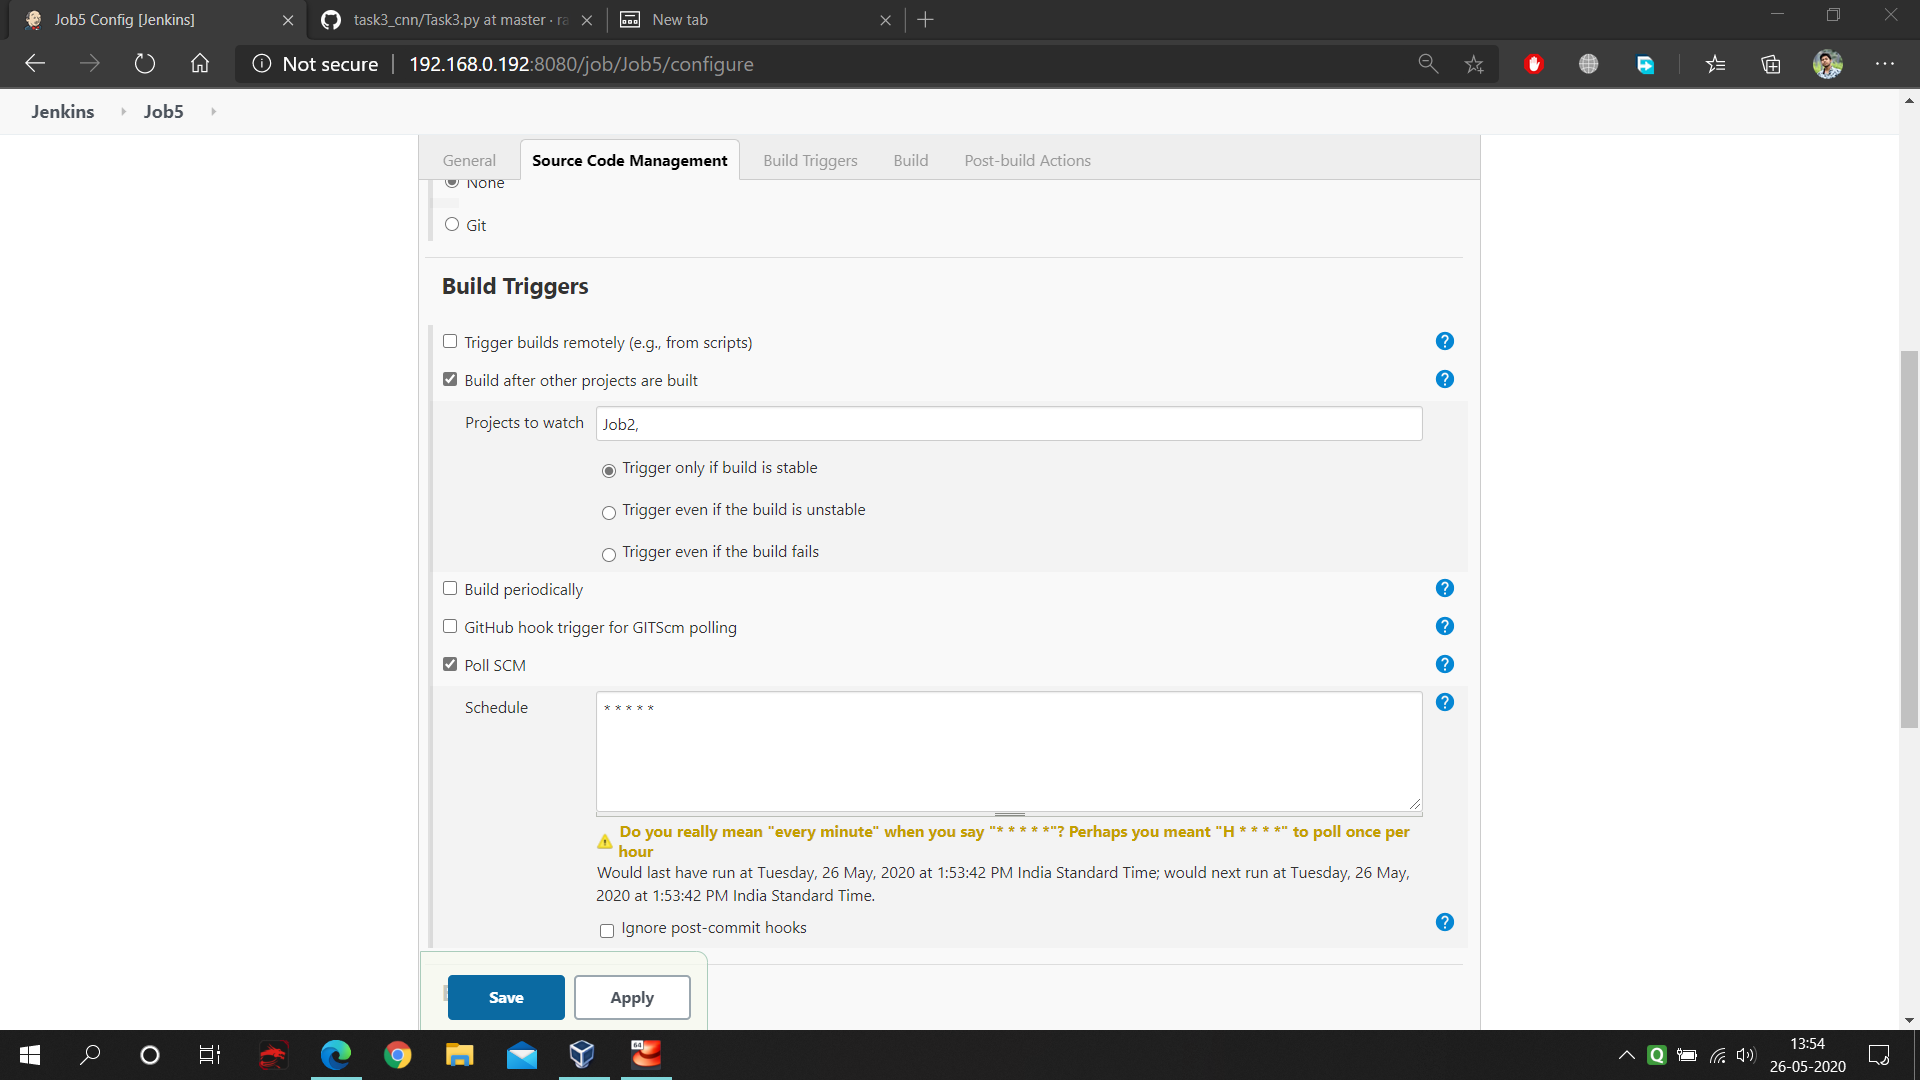 Job5 Config [Jenkins]
task3_cnn/Task3.py at master · ra
New tab
Not secure
192.168.0.192:8080/job/Job5/configure
Jenkins
Job5
General
Source Code Management
Build Triggers
Build
Post-build Actions
None
Git
Build Triggers
Trigger builds remotely (e.g., from scripts)
Build after other projects are built
Projects to watch
Job2,
Trigger only if build is stable
Trigger even if the build is unstable
Trigger even if the build fails
Build periodically
GitHub hook trigger for GITScm polling
Poll SCM
Schedule
* * * * *
Do you really mean "every minute" when you say "* * * * *"? Perhaps you meant "H * * * *" to poll once per
hour
Would last have run at Tuesday, 26 May, 2020 at 1:53:42 PM India Standard Time; would next run at Tuesday, 26 May,
2020 at 1:53:42 PM India Standard Time.
Ignore post-commit hooks
Save
Apply
64
Q
13:54
26-05-2020